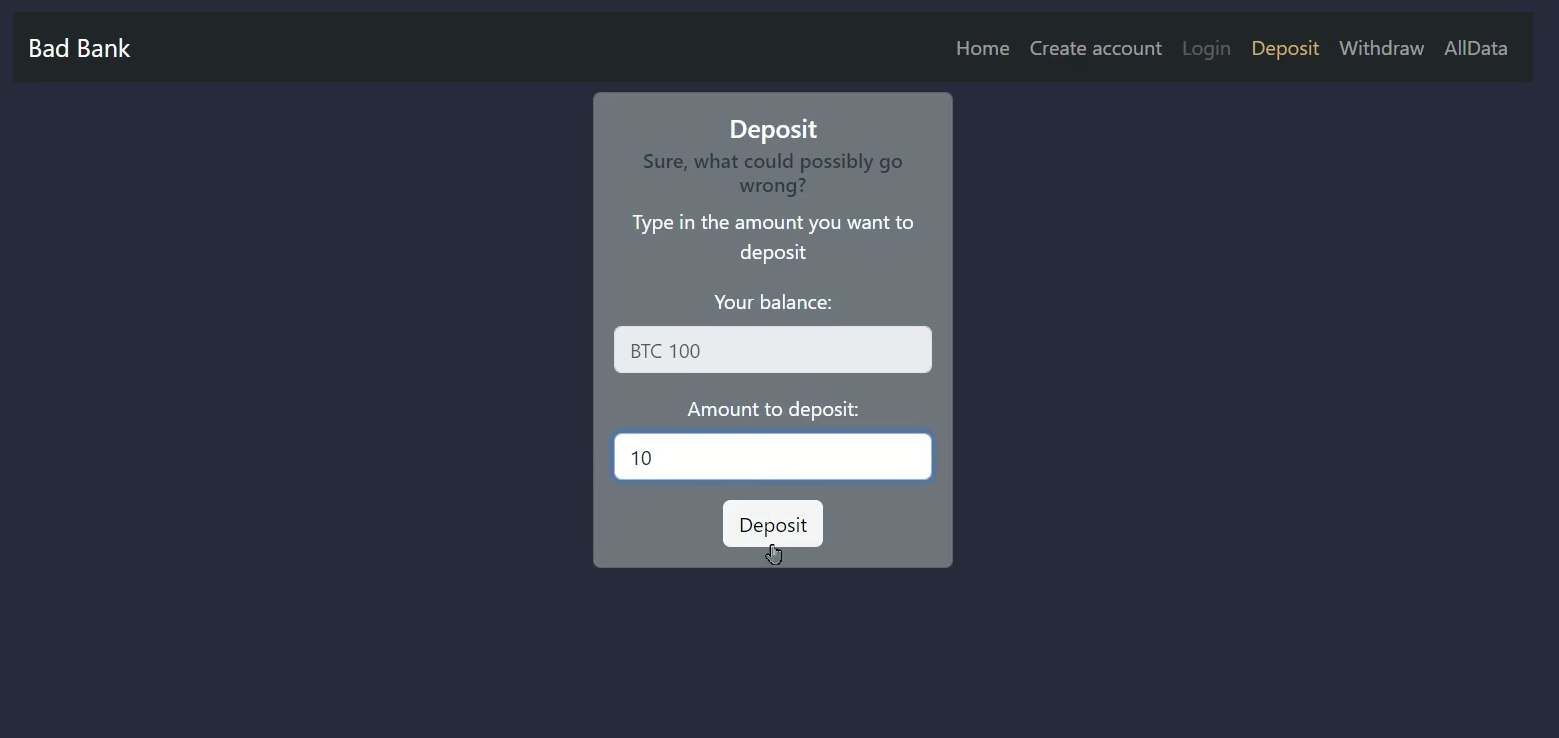 Bad Bank
Home Create account Login Deposit Withdraw AllData
Deposit
Sure, what could possibly go
wrong?
Type in the amount you want to
deposit
Your balance:
BTC 100
Amount to deposit:
10
Deposit